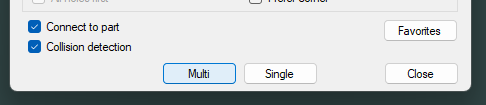 Connect to part
Favorites
Collision detection
Multi Single Close